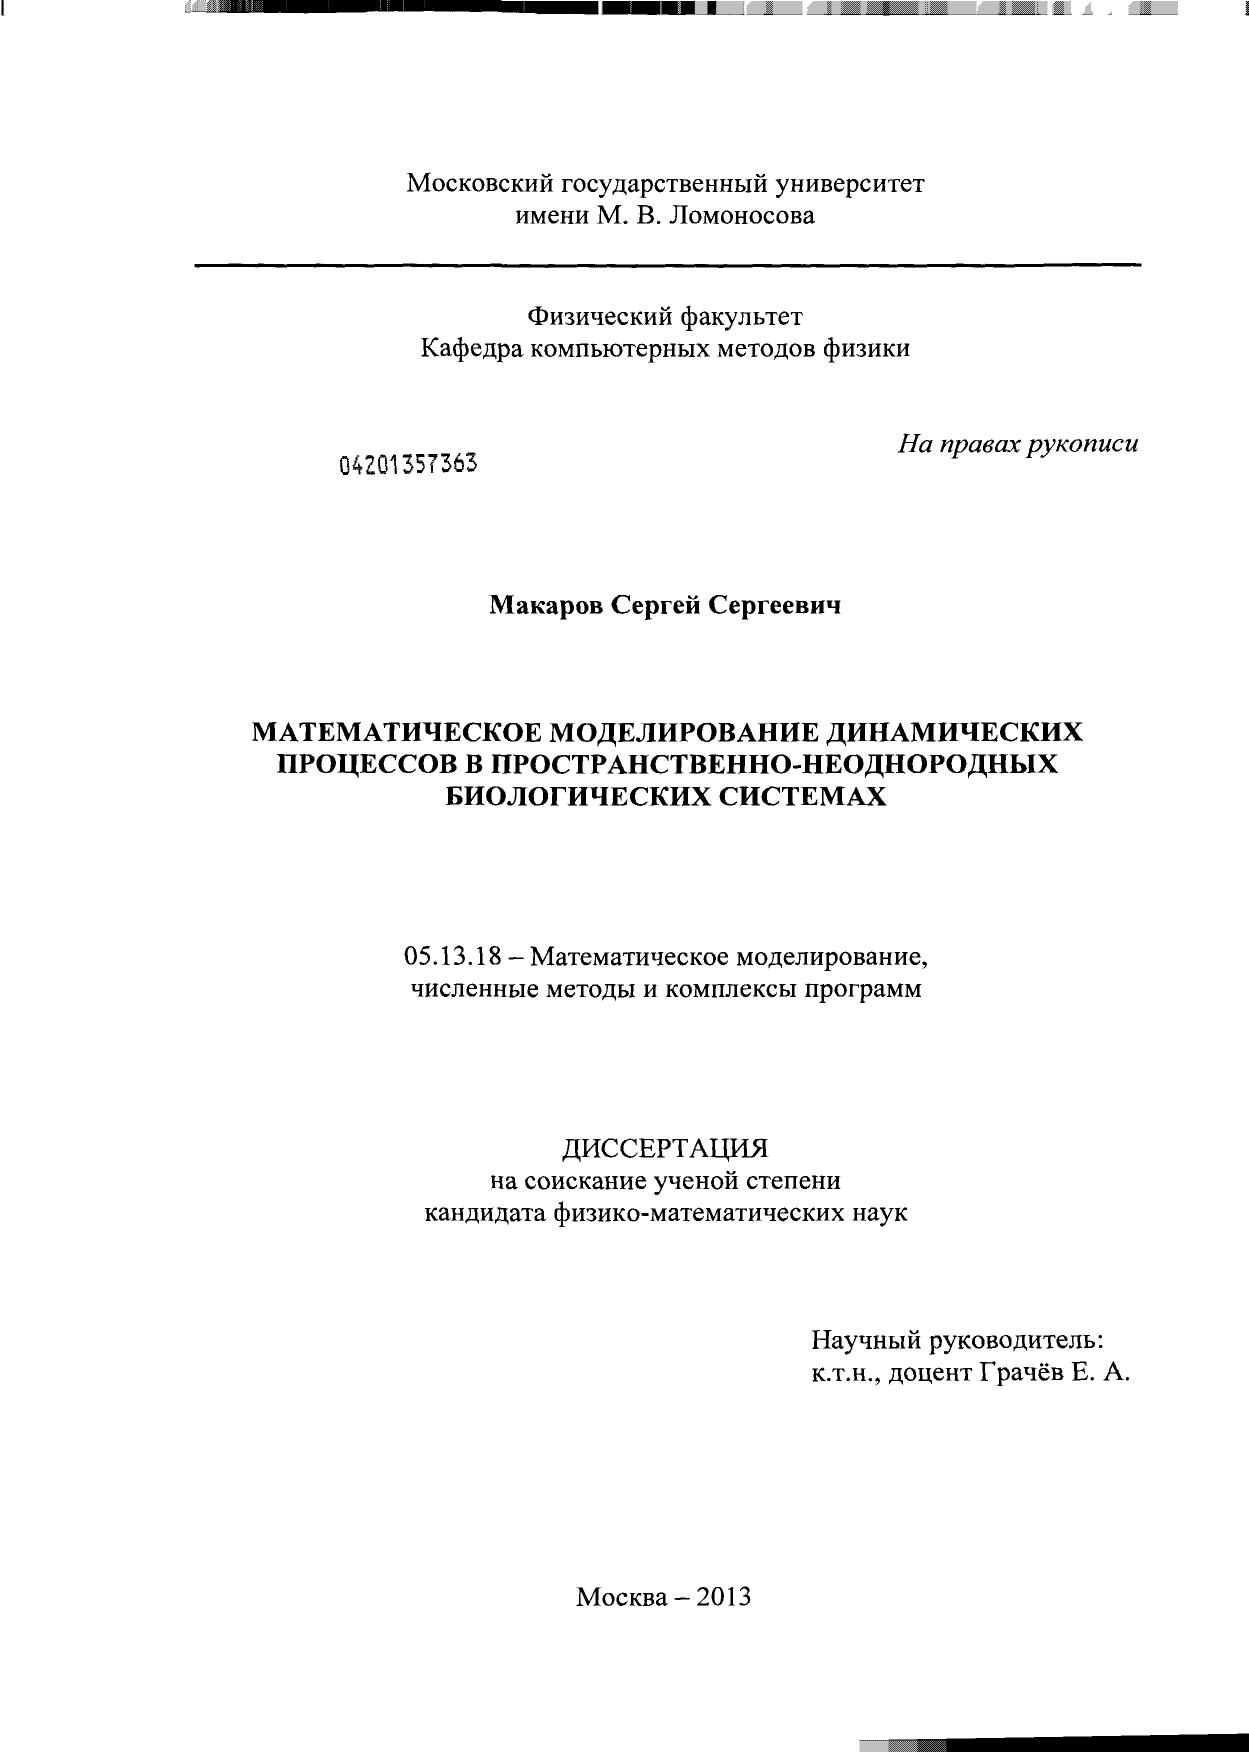 Московский государственный университет
имени М. В. Ломоносова
Физический факультет
Кафедра компьютерных методов физики
На правах рукописи
04201357363
Макаров Сергей Сергеевич
МАТЕМАТИЧЕСКОЕ МОДЕЛИРОВАНИЕ ДИНАМИЧЕСКИХ
ПРОЦЕССОВ В ПРОСТРАНСТВЕННО-НЕОДНОРОДНЫХ
БИОЛОГИЧЕСКИХ СИСТЕМАХ
05.13.18 – Математическое моделирование,
численные методы и комплексы программ
ДИССЕРТАЦИЯ
на соискание ученой степени
кандидата физико-математических наук
Научный руководитель:
к.т.н., доцент Грачёв Е. А.
Москва – 2013